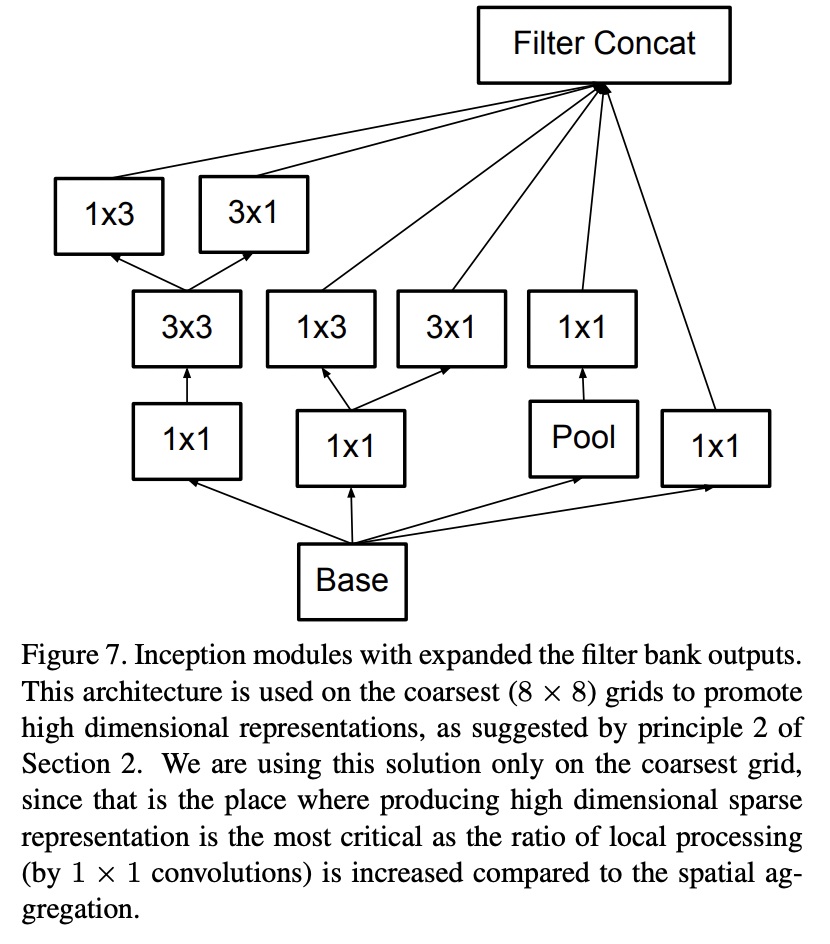 Filter Concat
1x3
3x1
3x3
1x3
3x1
1x1
1x1
1x1
Pool
1x1
Base
Figure 7. Inception modules with expanded the filter bank outputs.
This architecture is used on the coarsest (8 × 8) grids to promote
high dimensional representations, as suggested by principle 2 of
Section 2. We are using this solution only on the coarsest grid,
since that is the place where producing high dimensional sparse
representation is the most critical as the ratio of local processing
(by 1 × 1 convolutions) is increased compared to the spatial ag-
gregation.